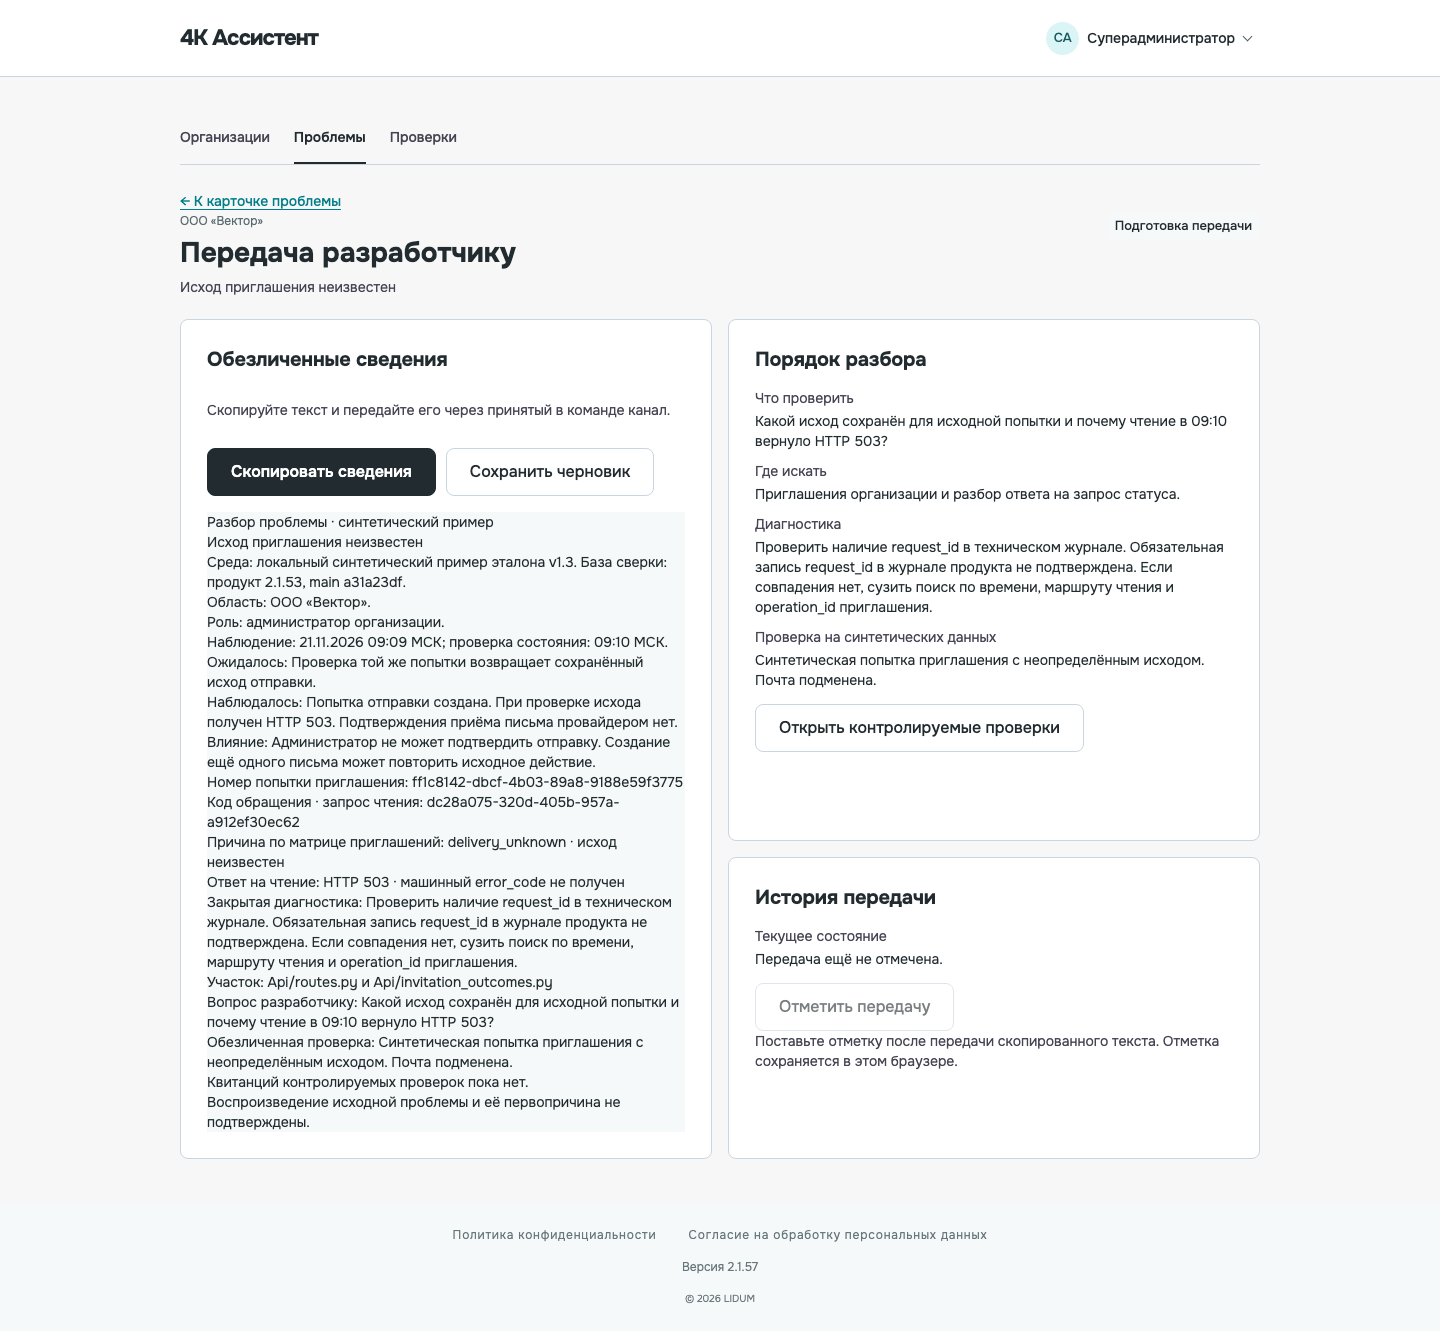 4К Ассистент
СА Суперадминистратор
Организации Проблемы Проверки
← К карточке проблемы
ООО «Вектор»
Подготовка передачи
Передача разработчику
Исход приглашения неизвестен
Обезличенные сведения
Скопируйте текст и передайте его через принятый в команде канал.
Скопировать сведения Сохранить черновик
Разбор проблемы · синтетический пример
Исход приглашения неизвестен
Среда: локальный синтетический пример эталона v1.3. База сверки:
продукт 2.1.53, main a31a23df.
Область: ООО «Вектор».
Роль: администратор организации.
Наблюдение: 21.11.2026 09:09 МСК; проверка состояния: 09:10 МСК.
Ожидалось: Проверка той же попытки возвращает сохранённый
исход отправки.
Наблюдалось: Попытка отправки создана. При проверке исхода
получен HTTP 503. Подтверждения приёма письма провайдером нет.
Влияние: Администратор не может подтвердить отправку. Создание
ещё одного письма может повторить исходное действие.
Номер попытки приглашения: ff1c8142-dbcf-4b03-89a8-9188e59f3775
Код обращения · запрос чтения: dc28a075-320d-405b-957a-
a912ef30ec62
Причина по матрице приглашений: delivery_unknown · исход
неизвестен
Ответ на чтение: HTTP 503 · машинный error_code не получен
Закрытая диагностика: Проверить наличие request_id в техническом
журнале. Обязательная запись request_id в журнале продукта не
подтверждена. Если совпадения нет, сузить поиск по времени,
маршруту чтения и operation_id приглашения.
Участок: Api/routes.py и Api/invitation_outcomes.py
Вопрос разработчику: Какой исход сохранён для исходной попытки и
почему чтение в 09:10 вернуло HTTP 503?
Обезличенная проверка: Синтетическая попытка приглашения с
неопределённым исходом. Почта подменена.
Квитанций контролируемых проверок пока нет.
Воспроизведение исходной проблемы и её первопричина не
подтверждены.
Порядок разбора
Что проверить
Какой исход сохранён для исходной попытки и почему чтение в 09:10
вернуло HTTP 503?
Где искать
Приглашения организации и разбор ответа на запрос статуса.
Диагностика
Проверить наличие request_id в техническом журнале. Обязательная
запись request_id в журнале продукта не подтверждена. Если
совпадения нет, сузить поиск по времени, маршруту чтения и
operation_id приглашения.
Проверка на синтетических данных
Синтетическая попытка приглашения с неопределённым исходом.
Почта подменена.
Открыть контролируемые проверки
История передачи
Текущее состояние
Передача ещё не отмечена.
Отметить передачу
Поставьте отметку после передачи скопированного текста. Отметка
сохраняется в этом браузере.
Политика конфиденциальности Согласие на обработку персональных данных
Версия 2.1.57
© 2026 LIDUM